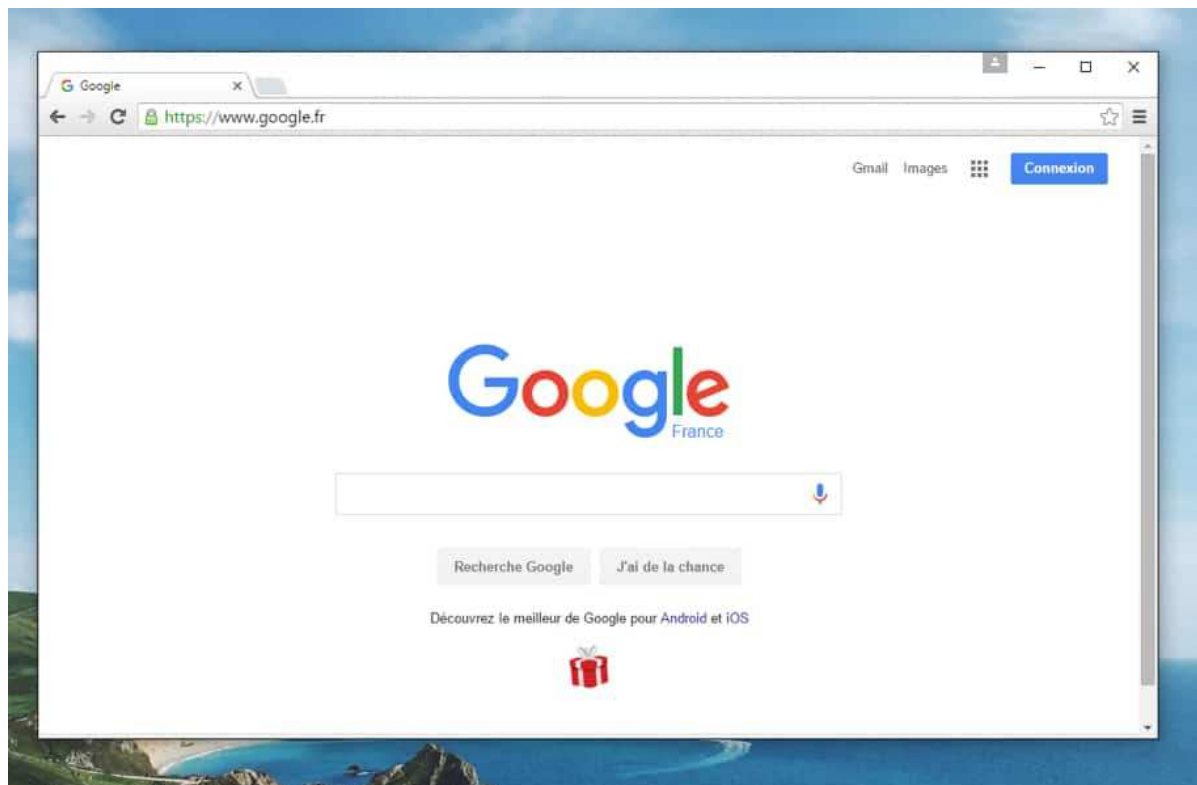 Google
https://www.google.fr
Gmail Images Connexion
Google
France
Recherche Google J'ai de la chance
Découvrez le meilleur de Google pour Android et iOS